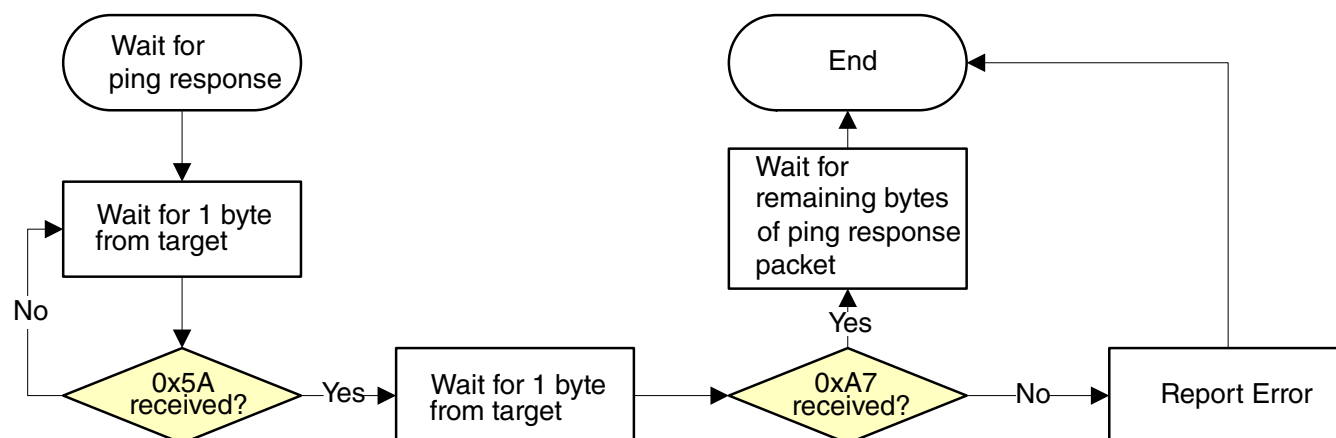 Wait for
ping response
Wait for 1 byte
from target
No
0x5A
received?
Yes
Wait for 1 byte
from target
0xA7
received?
Yes
Wait for
remaining bytes
of ping response
packet
End
No
Report Error